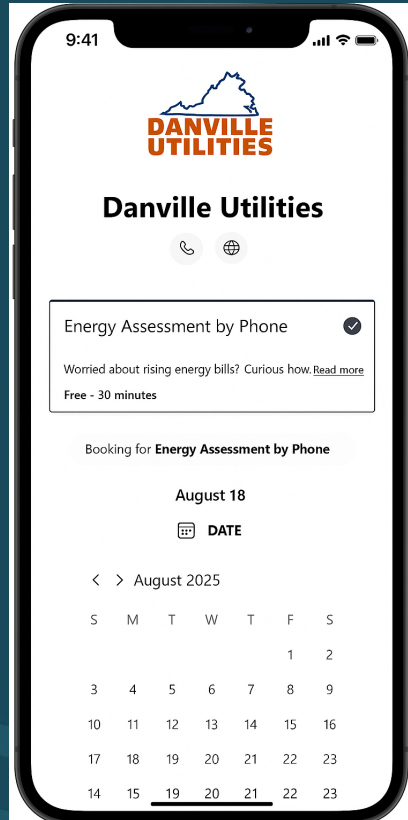 9:41
DANVILLE
UTILITIES
Danville Utilities
Energy Assessment by Phone
Worried about rising energy bills? Curious how. Read more
Free - 30 minutes
Booking for Energy Assessment by Phone
August 18
DATE
< > August 2025
S M T W T F S
1 2
3 4 5 6 7 8 9
10 11 12 13 14 15 16
17 18 19 20 21 22 23
14 15 19 20 21 22 23